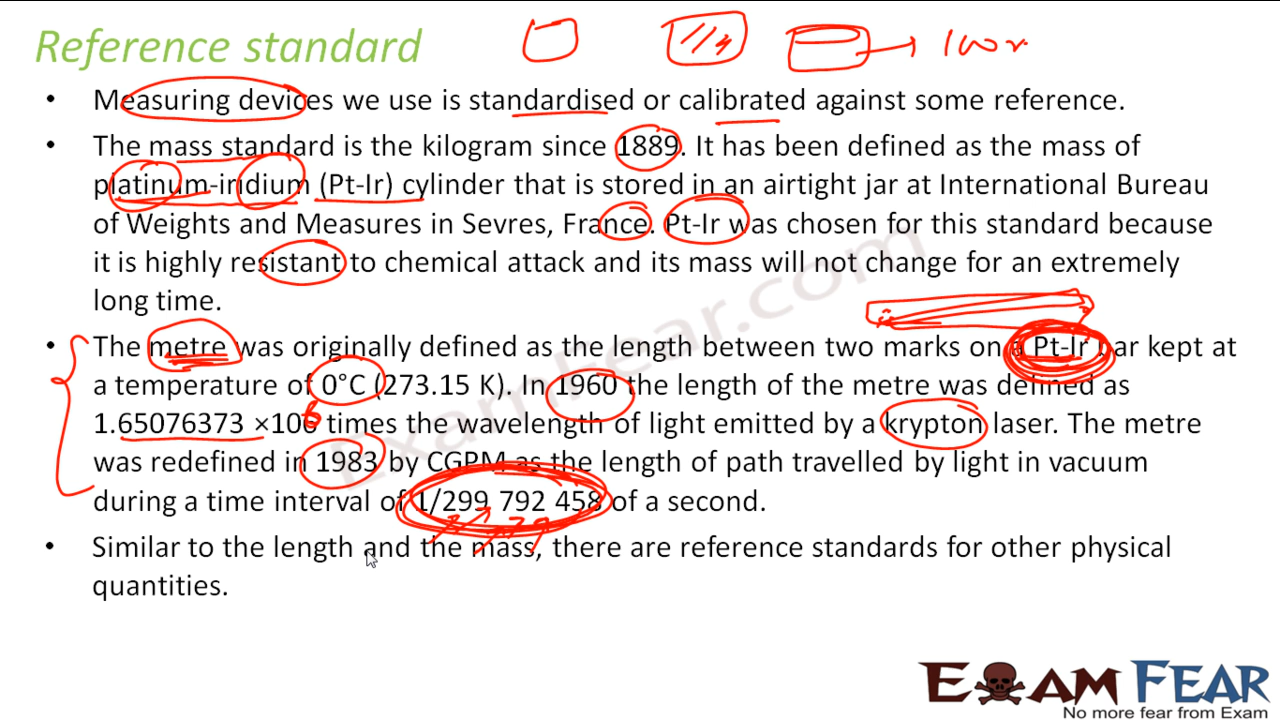 Reference standard
• Measuring devices we use is standardised or calibrated against some reference.
• The mass standard is the kilogram since 1889. It has been defined as the mass of
platinum-iridium (Pt-Ir) cylinder that is stored in an airtight jar at International Bureau
of Weights and Measures in Sevres, France. Pt-Ir was chosen for this standard because
it is highly resistant to chemical attack and its mass will not change for an extremely
long time.
• The metre was originally defined as the length between two marks on a Pt-Ir bar kept at
a temperature of 0°C (273.15 K). In 1960 the length of the metre was defined as
1.65076373 ×106 times the wavelength of light emitted by a krypton laser. The metre
was redefined in 1983 by CGPM as the length of path travelled by light in vacuum
during a time interval of 1/299 792 458 of a second.
• Similar to the length and the mass, there are reference standards for other physical
quantities.
Examfear.com
EXAM FEAR
No more fear from Exam